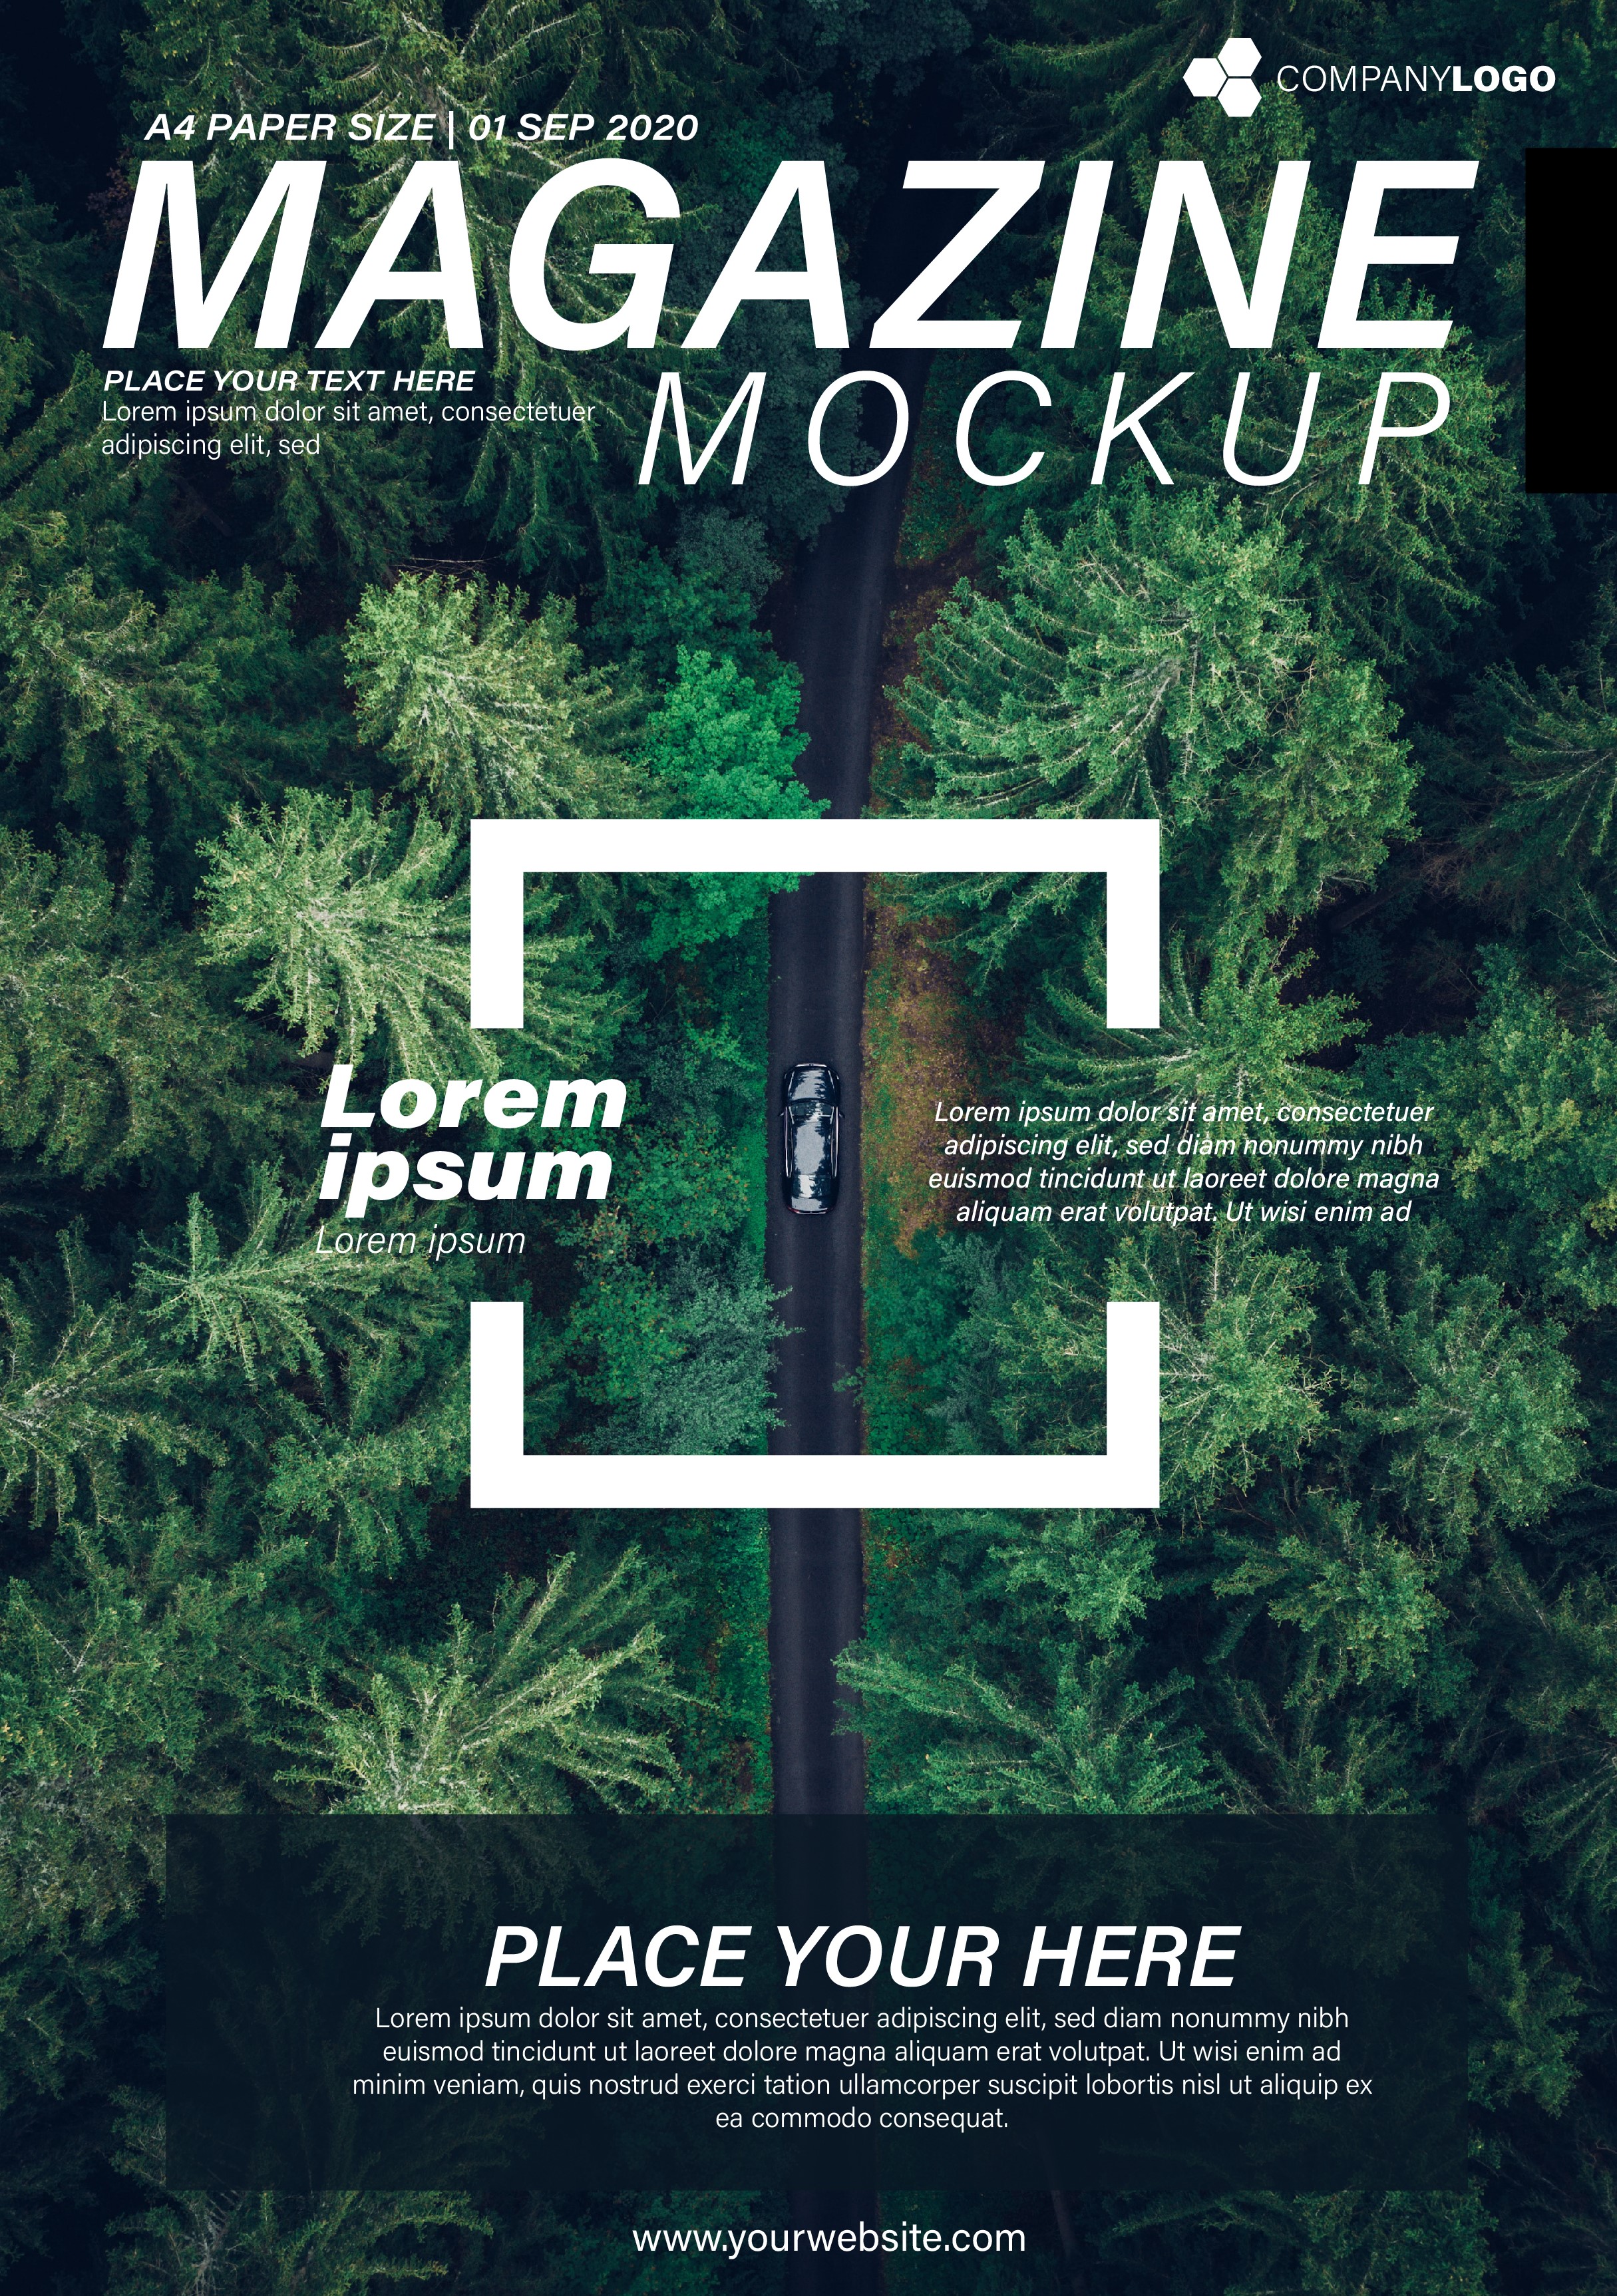 COMPANYLOGO
A4 PAPER SIZE | 01 SEP 2020
MAGAZINE
MOCKUP
PLACE YOUR TEXT HERE
Lorem ipsum dolor sit amet, consectetuer
adipiscing elit, sed
Lorem
ipsum
Lorem ipsum
Lorem ipsum dolor sit amet, consectetuer
adipiscing elit, sed diam nonummy nibh
euismod tincidunt ut laoreet dolore magna
aliquam erat volutpat. Ut wisi enim ad
PLACE YOUR HERE
Lorem ipsum dolor sit amet, consectetuer adipiscing elit, sed diam nonummy nibh
euismod tincidunt ut laoreet dolore magna aliquam erat volutpat. Ut wisi enim ad
minim veniam, quis nostrud exerci tation ullamcorper suscipit lobortis nisl ut aliquip ex
ea commodo consequat.
www.yourwebsite.com